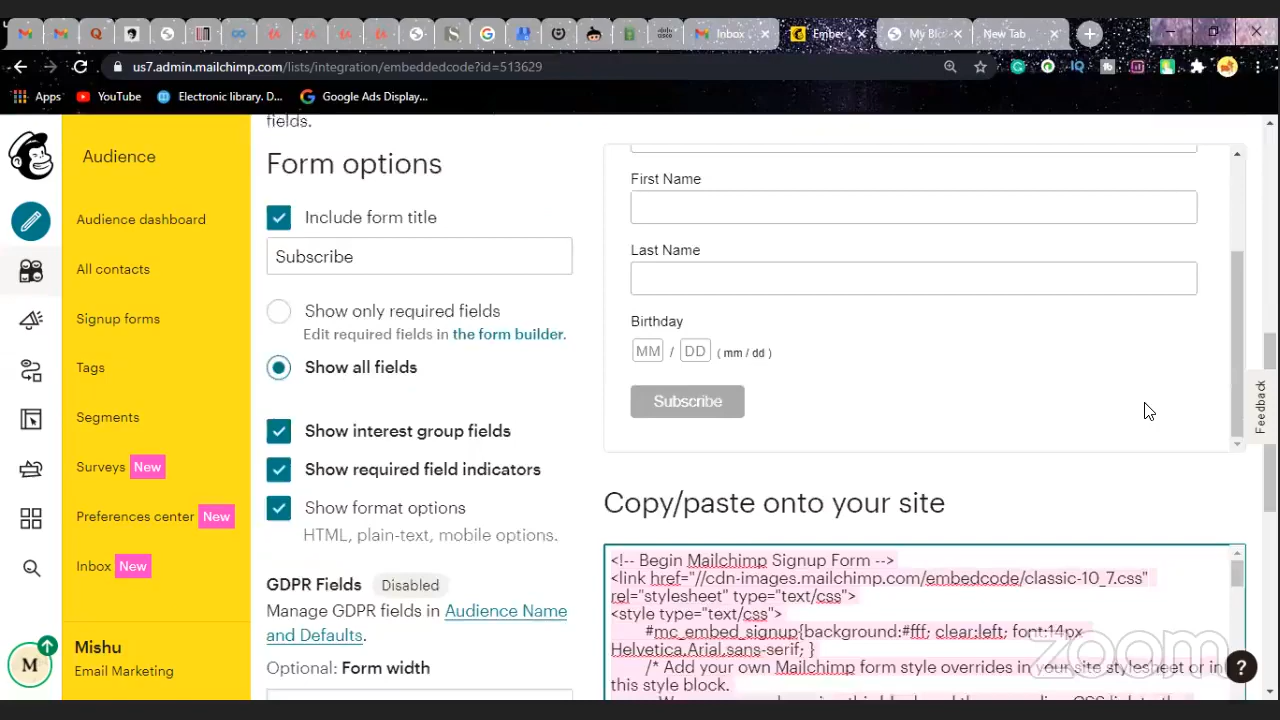 Inbox (
Embe
My Blo
New Tab
us7.admin.mailchimp.com/lists/integration/embeddedcode?id=513629
Apps
YouTube
Electronic library. D...
Google Ads Display...
Audience
Audience dashboard
All contacts
Signup forms
Tags
Segments
Surveys New
Preferences center New
Inbox New
Mishu
Email Marketing
M
fields.
Form options
Include form title
Subscribe
Show only required fields
Edit required fields in the form builder.
Show all fields
Show interest group fields
Show required field indicators
Show format options
HTML, plain-text, mobile options.
GDPR Fields Disabled
Manage GDPR fields in Audience Name
and Defaults.
Optional: Form width
First Name
Last Name
Birthday
MM / DD ( mm / dd )
Subscribe
Feedback
Copy/paste onto your site
<!-- Begin Mailchimp Signup Form -->
<link href="//cdn-images.mailchimp.com/embedcode/classic-10_7.css"
rel="stylesheet" type="text/css">
<style type="text/css">
#mc_embed_signup{background:#fff; clear:left; font:14px
Helvetica,Arial,sans-serif; }
/* Add your own Mailchimp form style overrides in your site stylesheet or in
this style block.
zoom
?